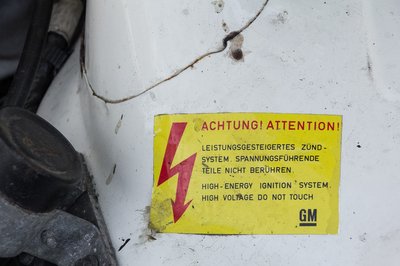 ACHTUNG! ATTENTION!
LEISTUNGSGESTEIGERTES ZÜND-
SYSTEM. SPANNUNGSFÜHRENDE
TEILE NICHT BERÜHREN.
HIGH-ENERGY IGNITION SYSTEM.
HIGH VOLTAGE DO NOT TOUCH
GM